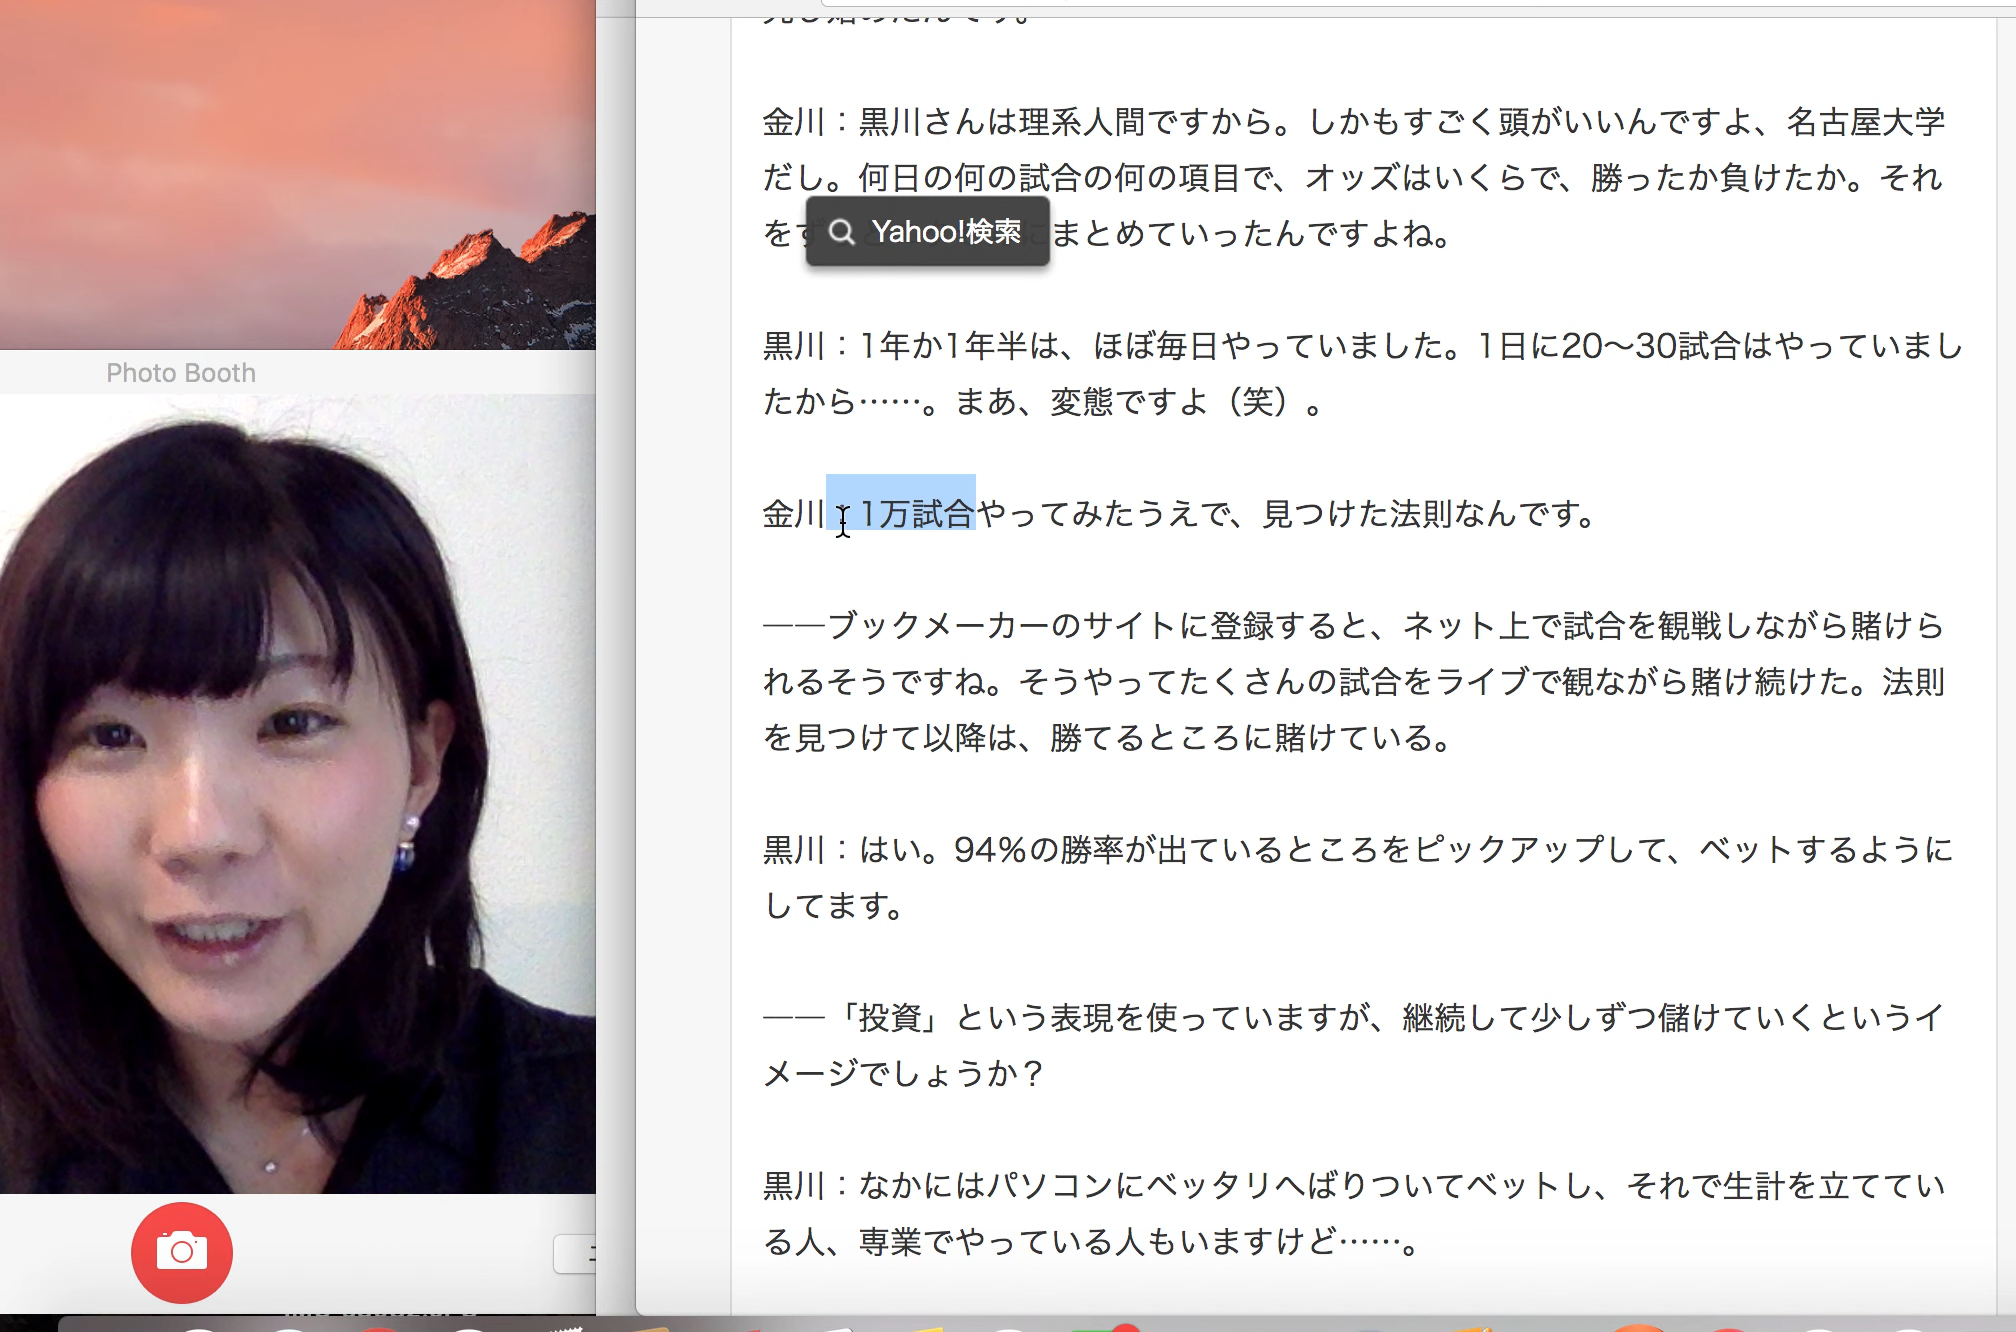 Photo Booth
金川：黒川さんは理系人間ですから。しかもすごく頭がいいんですよ、名古屋大学
だし。何日の何の試合の何の項目で、オッズはいくらで、勝ったか負けたか。それ
をず
Yahoo!検索
にまとめていったんですよね。
黒川：1年か1年半は、ほぼ毎日やっていました。1日に20〜30試合はやっていまし
たから……。まあ、変態ですよ（笑）。
金川：1万試合やってみたうえで、見つけた法則なんです。
――ブックメーカーのサイトに登録すると、ネット上で試合を観戦しながら賭けら
れるそうですね。そうやってたくさんの試合をライブで観ながら賭け続けた。法則
を見つけて以降は、勝てるところに賭けている。
黒川：はい。94%の勝率が出ているところをピックアップして、ベットするように
してます。
――「投資」という表現を使っていますが、継続して少しずつ儲けていくというイ
メージでしょうか？
黒川：なかにはパソコンにベッタリへばりついてベットし、それで生計を立ててい
る人、専業でやっている人もいますけど……。